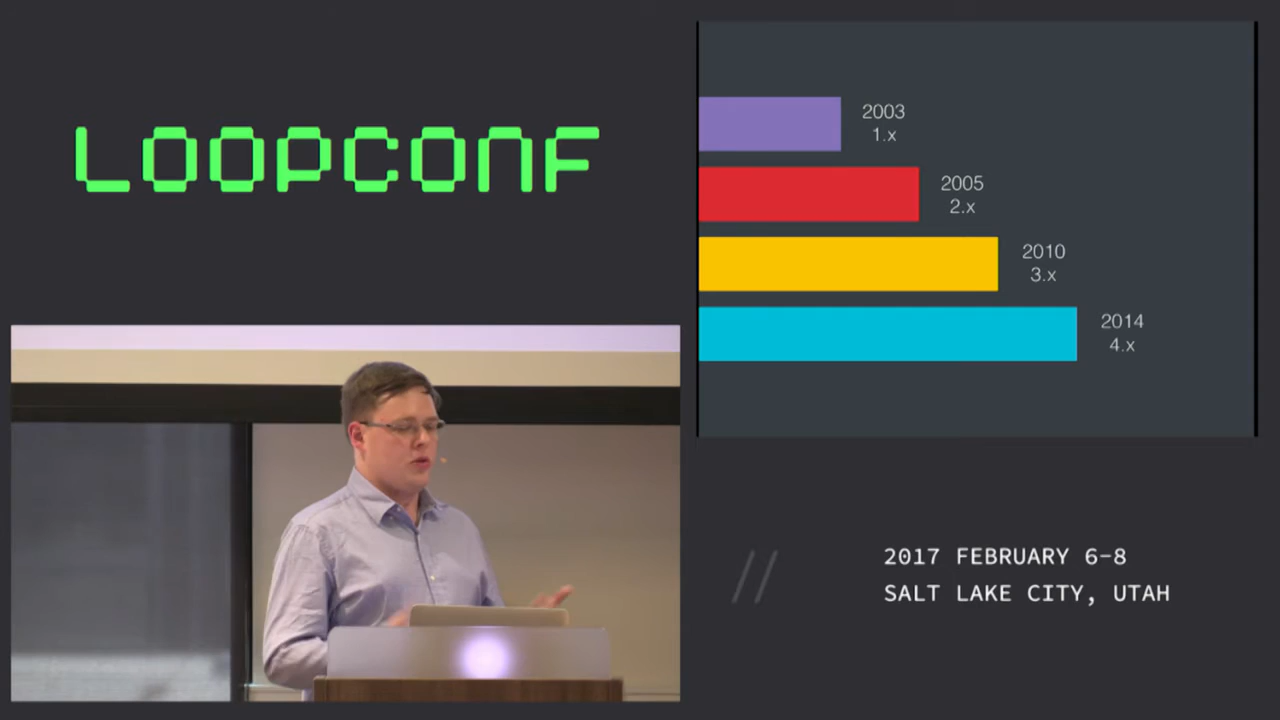 LOOPCONF
2003
1.x
2005
2.x
2010
3.x
2014
4.x
// 2017 FEBRUARY 6-8
SALT LAKE CITY, UTAH